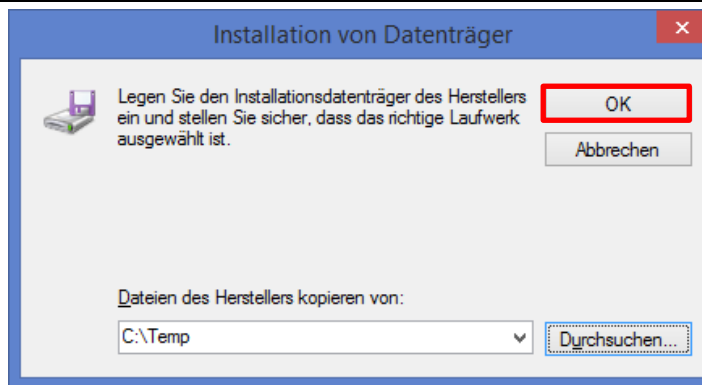 Installation von Datenträger
Legen Sie den Installationsdatenträger des Herstellers
ein und stellen Sie sicher, dass das richtige Laufwerk
ausgewählt ist.
OK
Abbrechen
Dateien des Herstellers kopieren von:
C:\Temp
Durchsuchen...